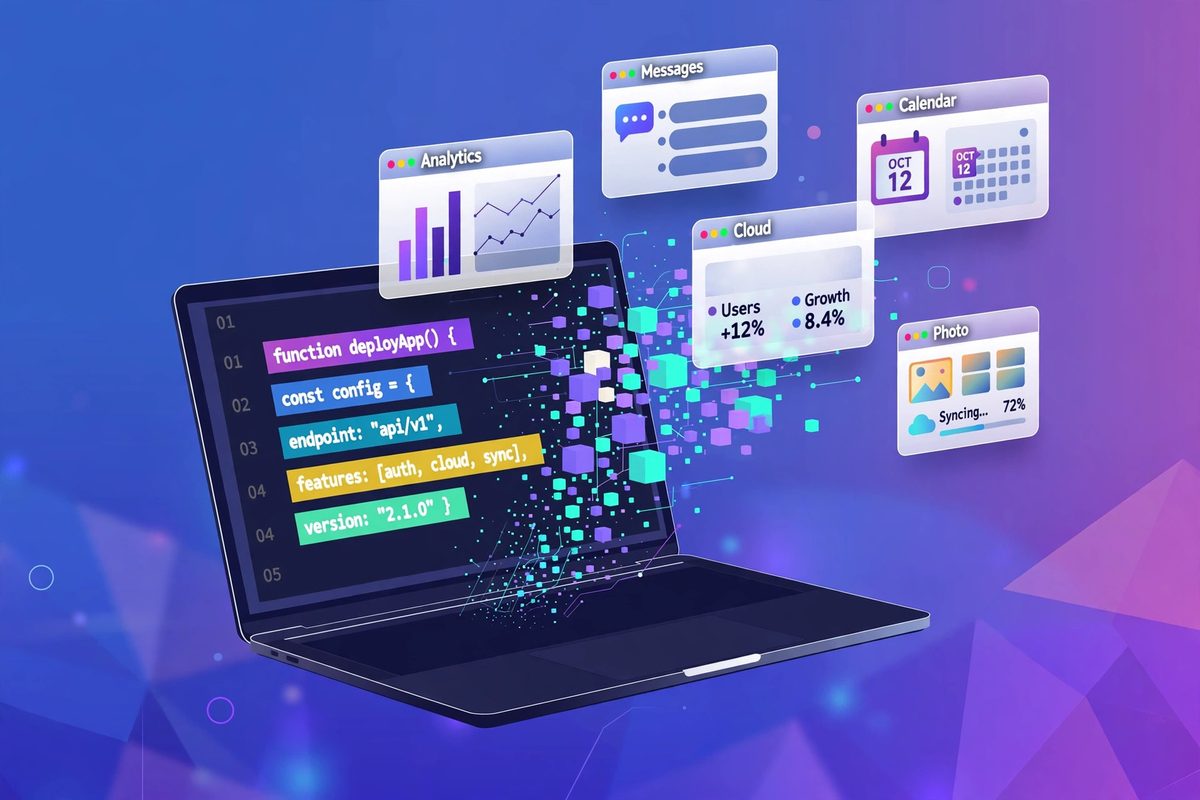 Messages
Calendar
OCT
12
OCT
12
Analytics
Cloud
Users
+12%
Growth
8.4%
Photo
Syncing... 72%
01
01 function deployApp() {
02 const config = {
03 endpoint: "api/v1",
04 features: [auth, cloud, sync],
04 version: "2.1.0" }
05